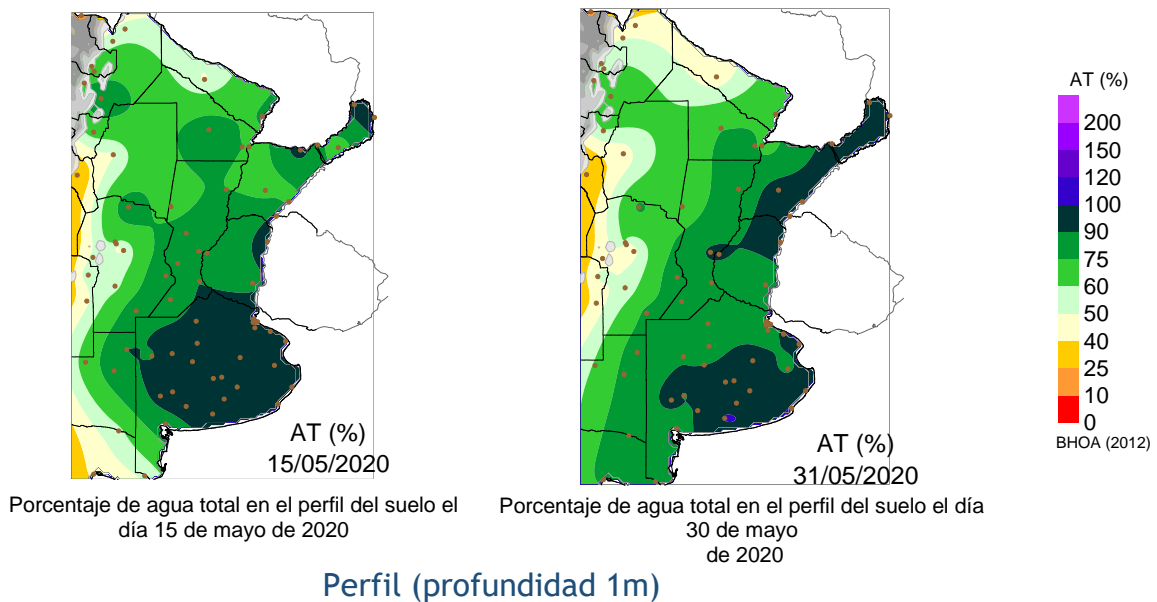 AT (%)
15/05/2020
Porcentaje de agua total en el perfil del suelo el
día 15 de mayo de 2020
AT (%)
31/05/2020
Porcentaje de agua total en el perfil del suelo el día
30 de mayo
de 2020
AT (%)
200
150
120
100
90
75
60
50
40
25
10
0
BHOA (2012)
Perfil (profundidad 1m)